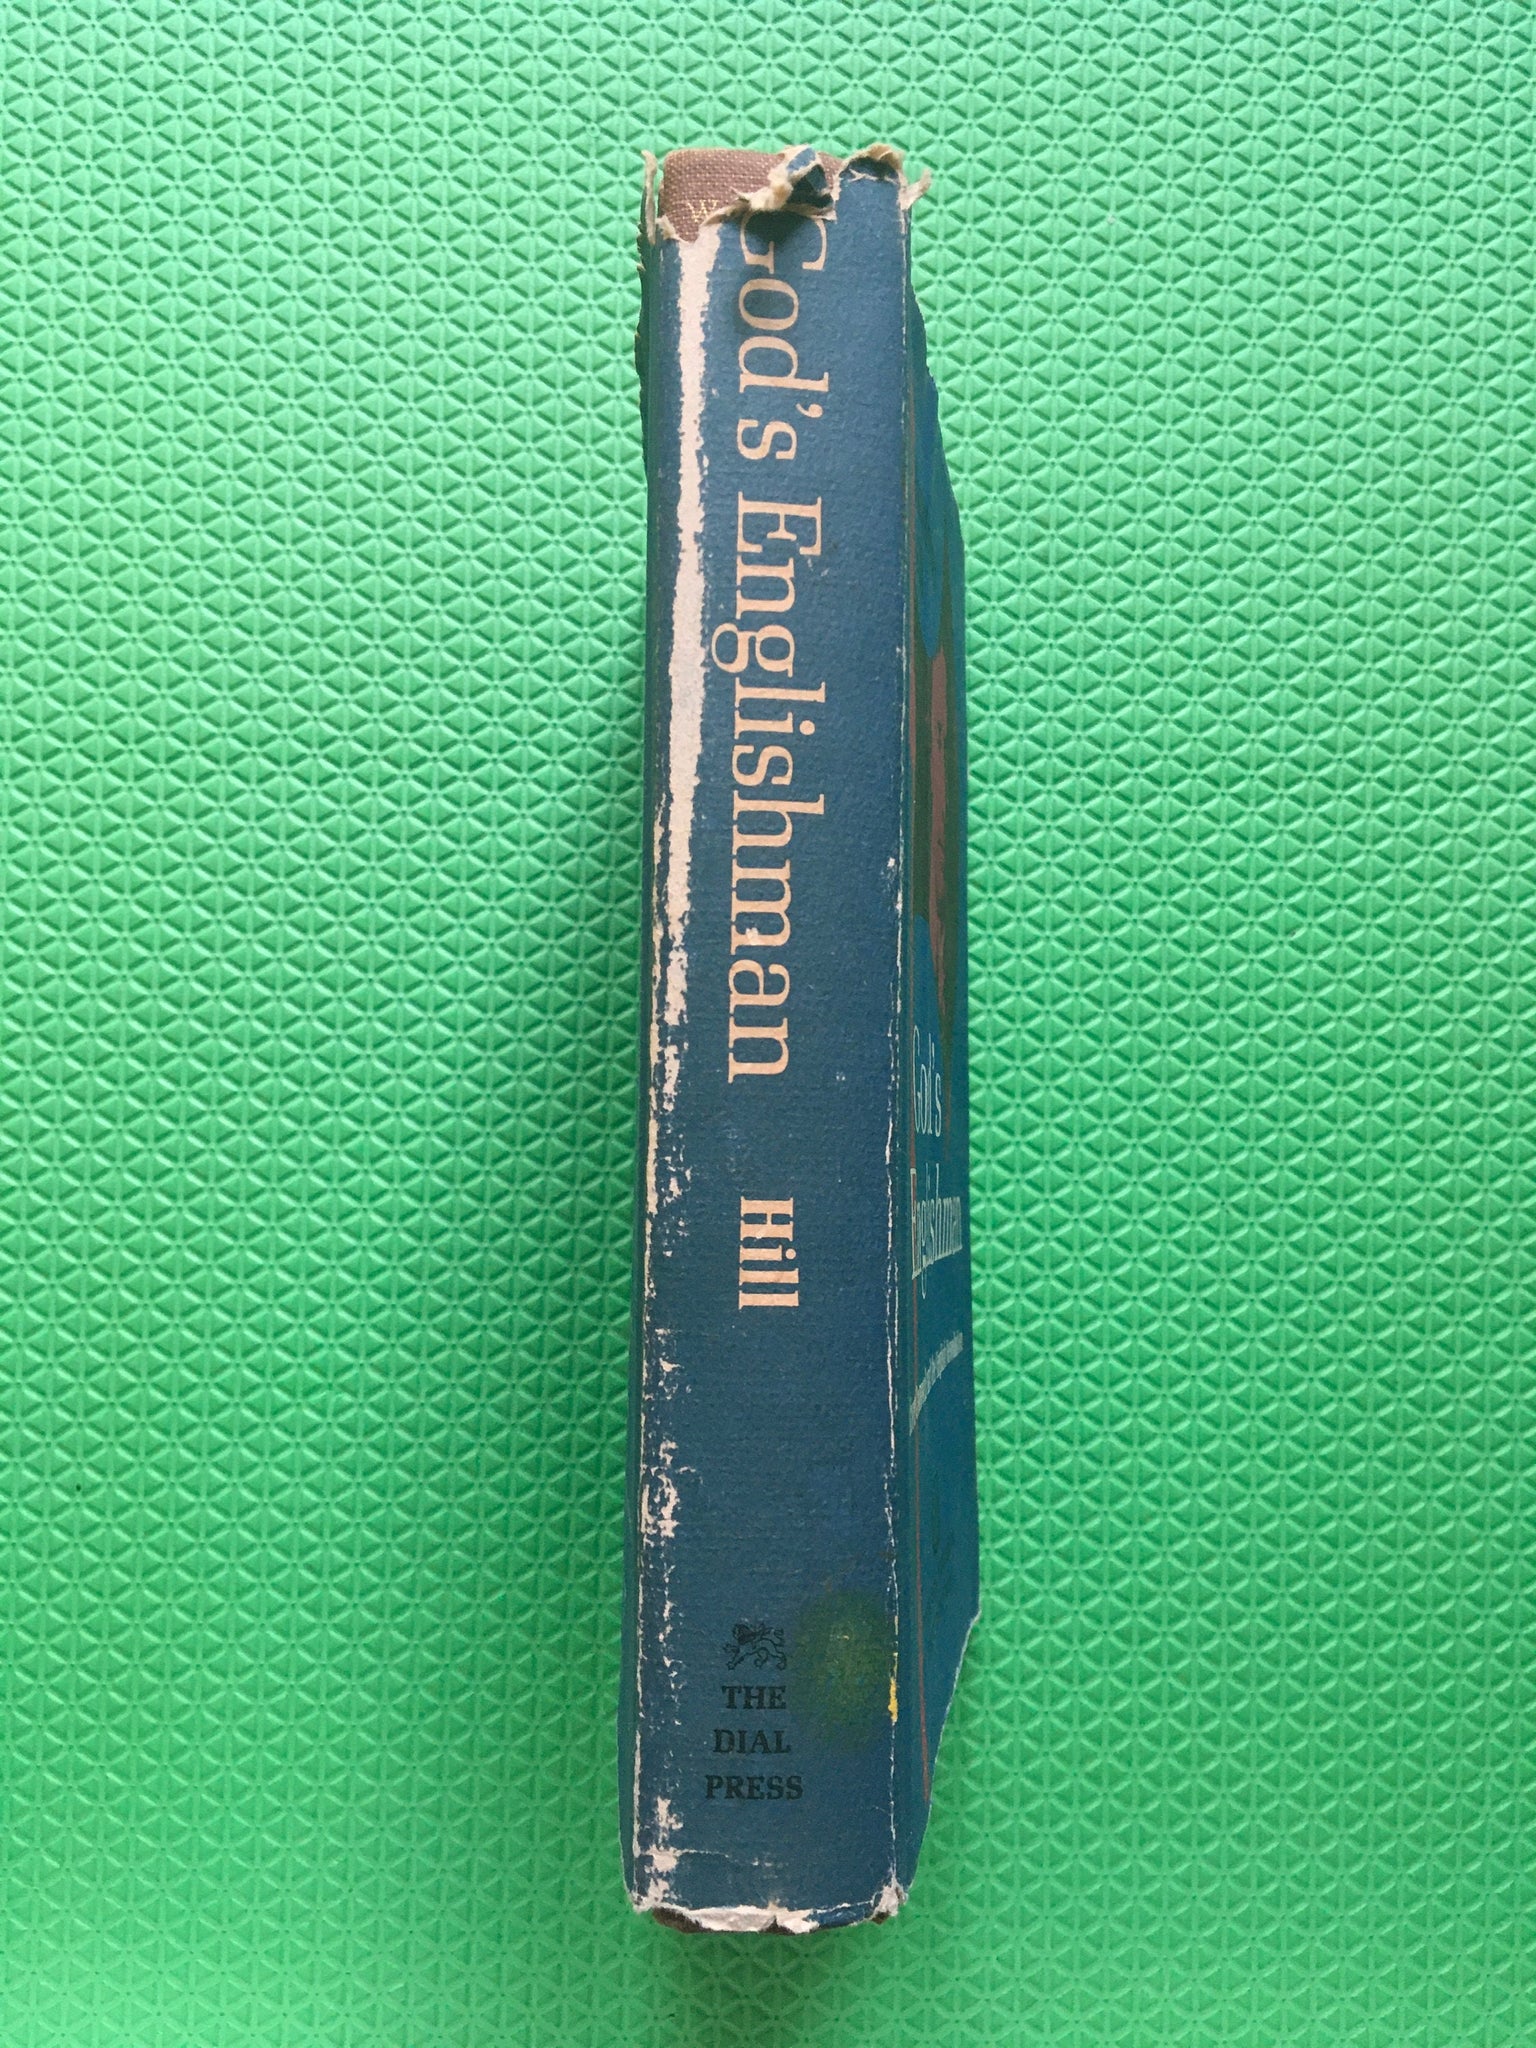 God's Englishman
Hill
THE
DIAL
PRESS
God's
Englishman